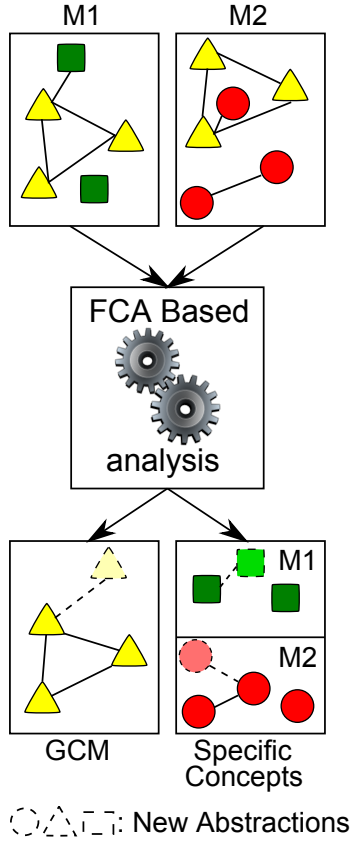 M1
M2
FCA Based
analysis
M1
M2
GCM
Specific
Concepts
: New Abstractions